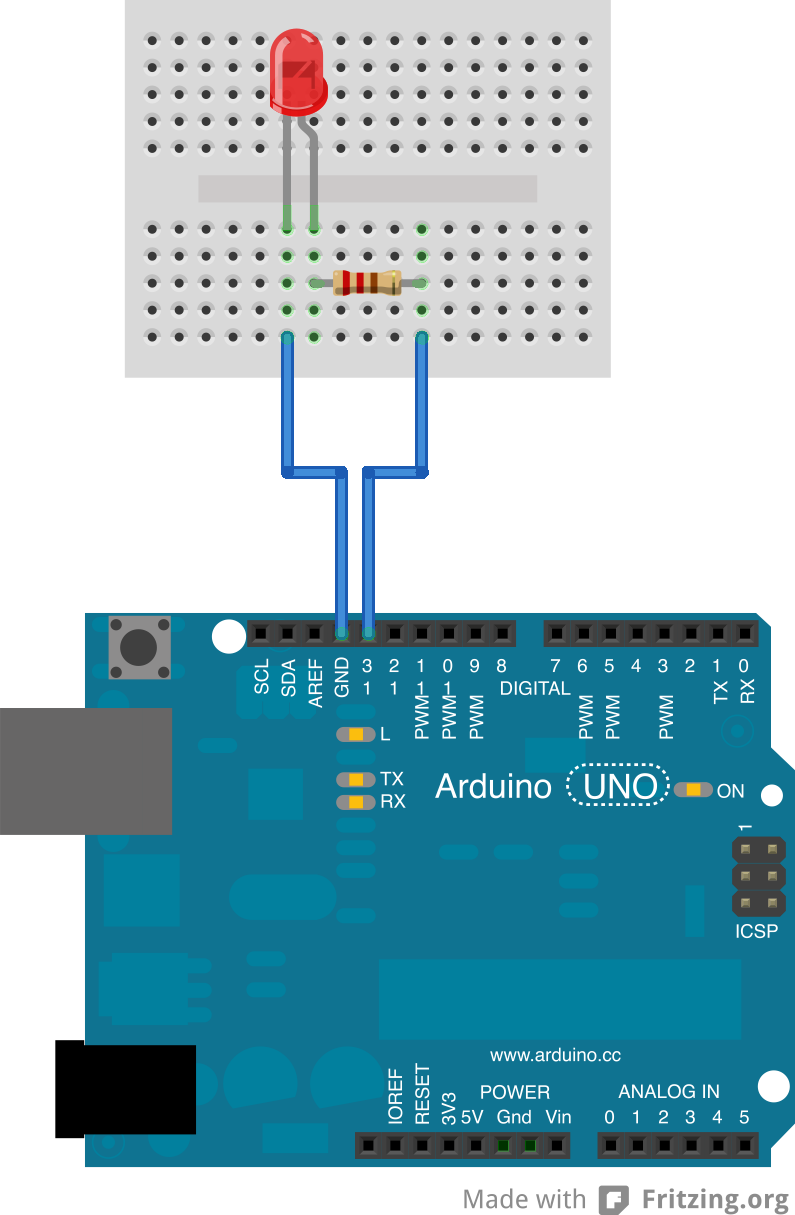 SCL SDA AREF GND 13 12 11 10 9 8 7 6 5 4 3 2 1 0
PWM PWM PWM DIGITAL PWM PWM PWM TX RX
L
TX
RX
Arduino UNO ON
1
ICSP
www.arduino.cc
POWER ANALOG IN
IOREF RESET 3V3 5V Gnd Vin 0 1 2 3 4 5
Made with Fritzing.org